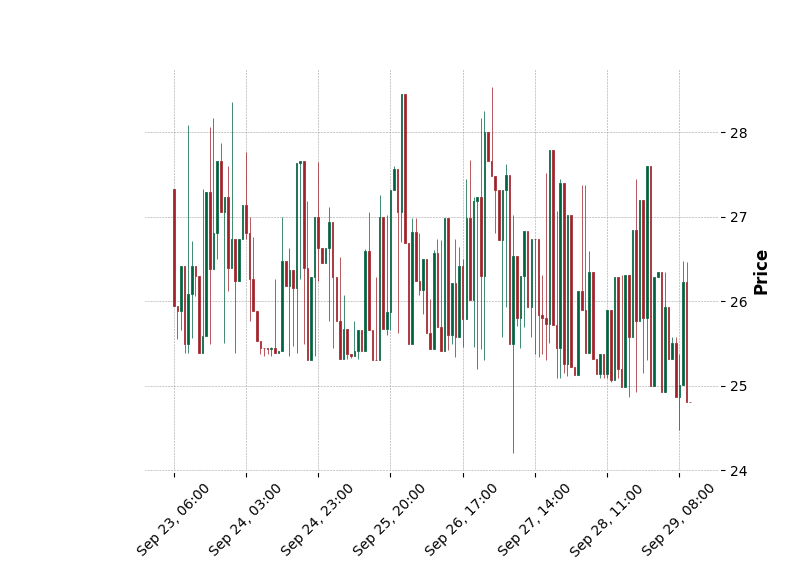 28
27
26
25
24
Price
Sep 23, 06:00
Sep 24, 03:00
Sep 24, 23:00
Sep 25, 20:00
Sep 26, 17:00
Sep 27, 14:00
Sep 28, 11:00
Sep 29, 08:00